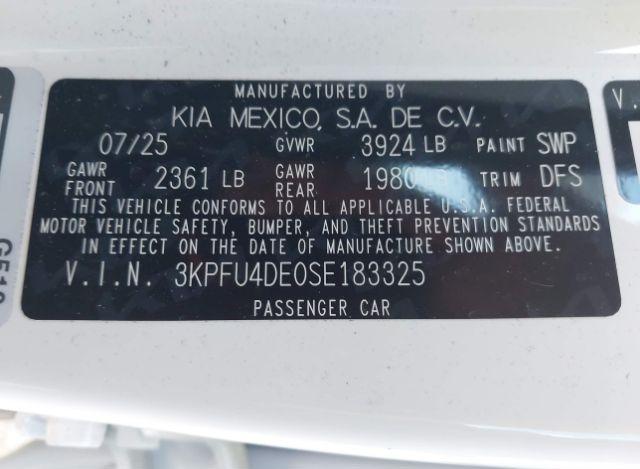 MANUFACTURED BY
KIA MEXICO, S.A. DE C.V.
07/25 GVWR 3924 LB PAINT SWP
GAWR FRONT 2361 LB GAWR REAR 1980 LB TRIM DFS
THIS VEHICLE CONFORMS TO ALL APPLICABLE U.S.A. FEDERAL
MOTOR VEHICLE SAFETY, BUMPER, AND THEFT PREVENTION STANDARDS
IN EFFECT ON THE DATE OF MANUFACTURE SHOWN ABOVE.
V.I.N. 3KPFU4DE0SE183325
PASSENGER CAR